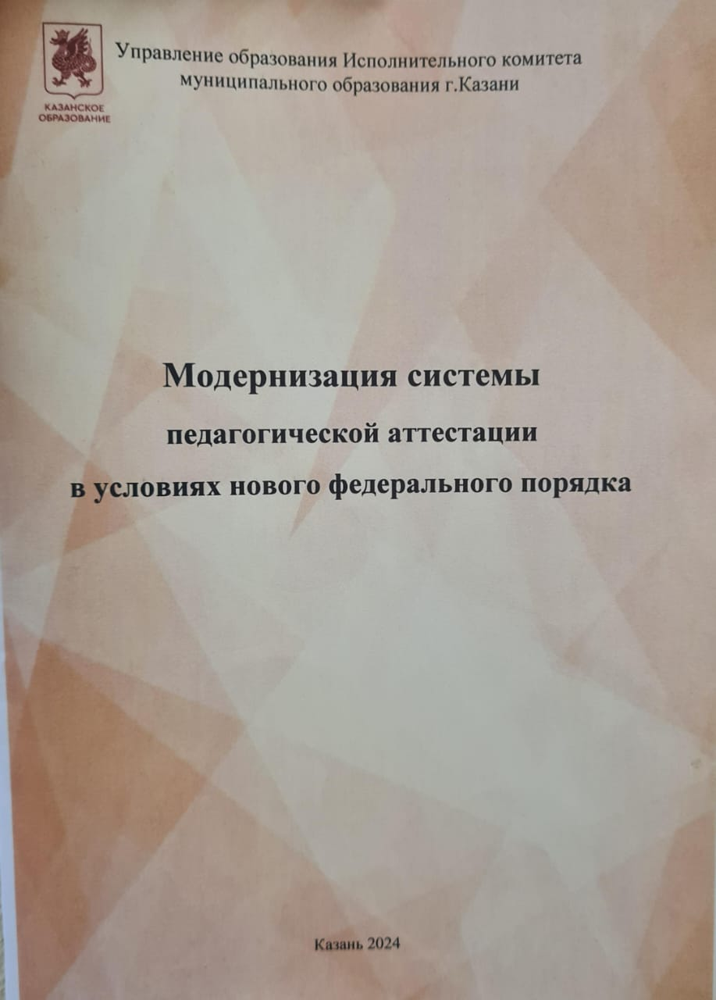 Управление образования Исполнительного комитета
муниципального образования г.Казани
КАЗАНСКОЕ
ОБРАЗОВАНИЕ
Модернизация системы
педагогической аттестации
в условиях нового федерального порядка
Казань 2024